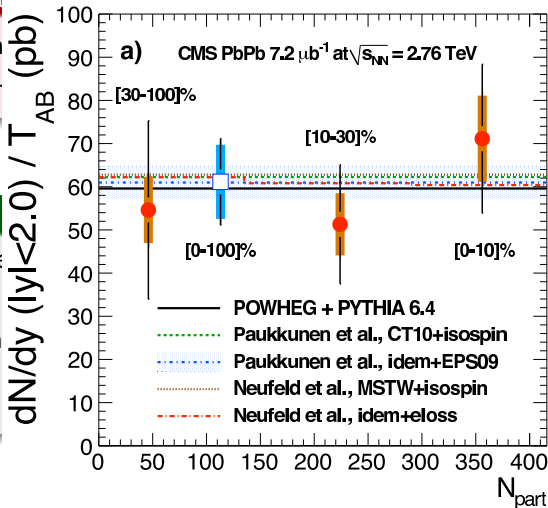 a) CMS PbPb 7.2 μb⁻¹ at √sNN = 2.76 TeV
[30-100]%
[10-30]%
[0-100]%
[0-10]%
POWHEG + PYTHIA 6.4
Paukkunen et al., CT10+isospin
Paukkunen et al., idem+EPS09
Neufeld et al., MSTW+isospin
Neufeld et al., idem+eloss
dN/dy (|y|<2.0) / TAB (pb)
100
90
80
70
60
50
40
30
20
10
0
0 50 100 150 200 250 300 350 400
Npart